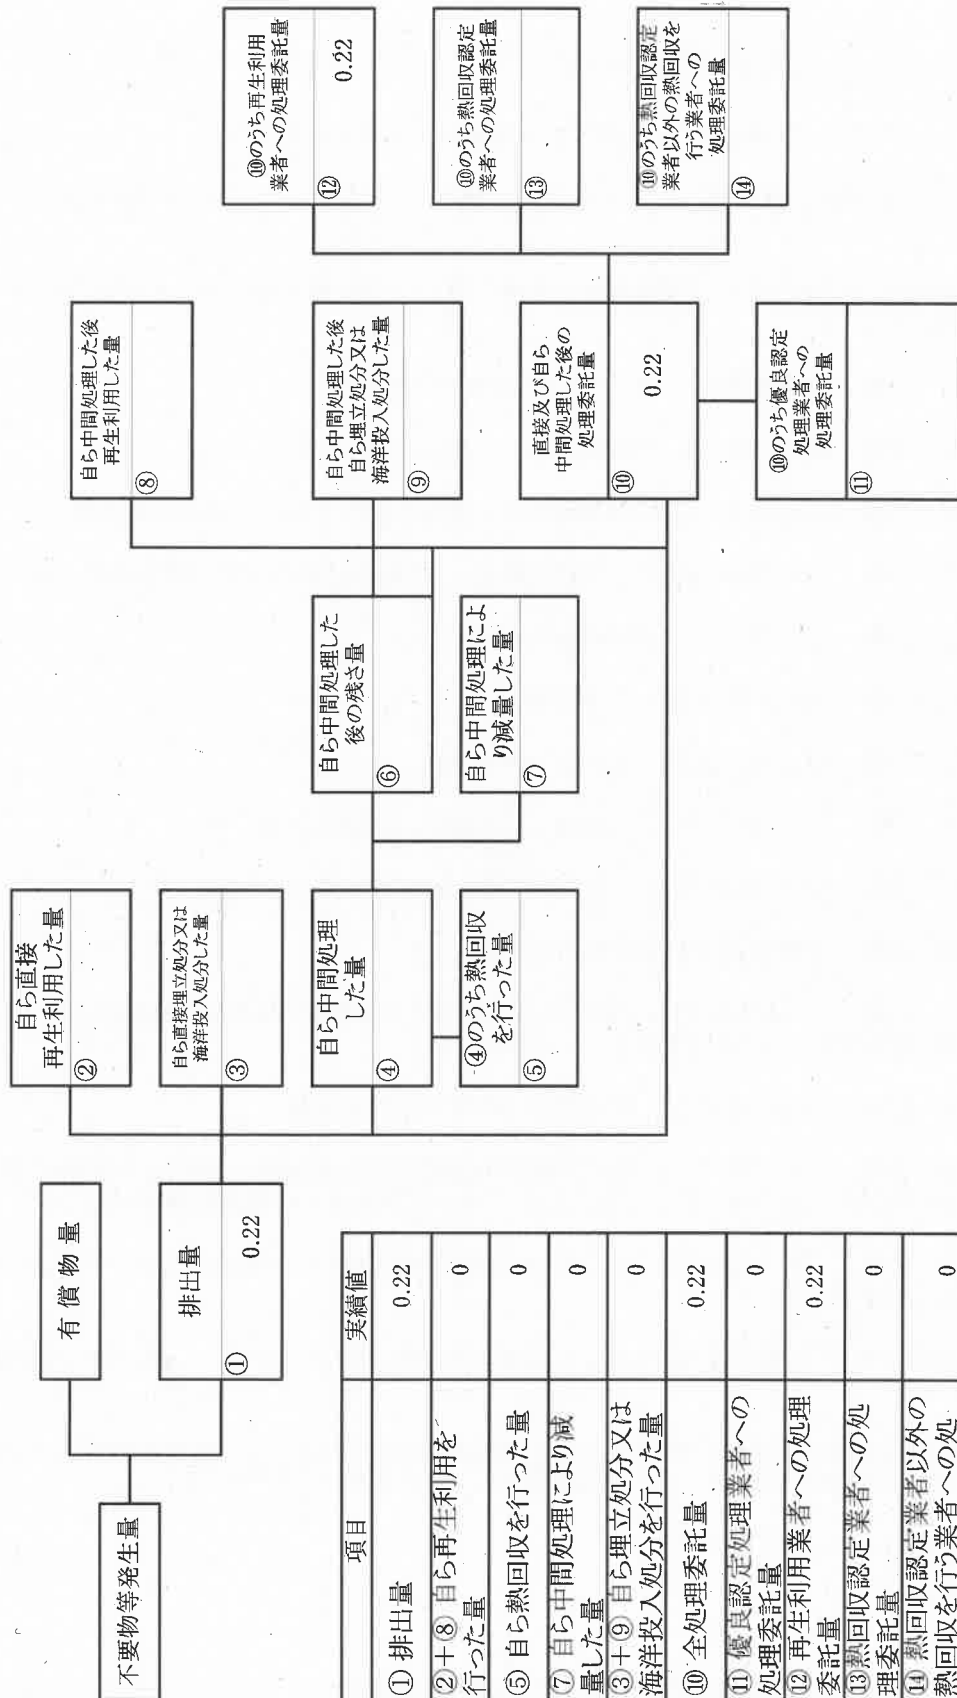 不要物等発生量
有償物量
排出量
①
0.22
自ら直接
再生利用した量
②
自ら直接埋立処分又は
海洋投入処分した量
③
自ら中間処理
した量
④
④のうち熱回収
を行った量
⑤
自ら中間処理した
後の残さ量
⑥
自ら中間処理によ
り減量した量
⑦
自ら中間処理した後
再生利用した量
⑧
自ら中間処理した後
自ら埋立処分又は
海洋投入処分した量
⑨
直接及び自ら
中間処理した後の
処理委託量
⑩
0.22
⑩のうち優良認定
処理業者への
処理委託量
⑪
⑩のうち再生利用
業者への処理委託量
⑫
0.22
⑩のうち熱回収認定
業者への処理委託量
⑬
⑩のうち熱回収認定
業者以外の熱回収を
行う業者への
処理委託量
⑭
項目 実績値
①排出量 0.22
②+⑧自ら再生利用を
行った量 0
⑤自ら熱回収を行った量 0
⑦自ら中間処理により減
量した量 0
③+⑨自ら埋立処分又は
海洋投入処分を行った量 0
⑩全処理委託量 0.22
⑪優良認定処理業者への
処理委託量 0
⑫再生利用業者への処理
委託量 0.22
⑬熱回収認定業者への処
理委託量 0
⑭熱回収認定業者以外の
熱回収を行う業者への処 0